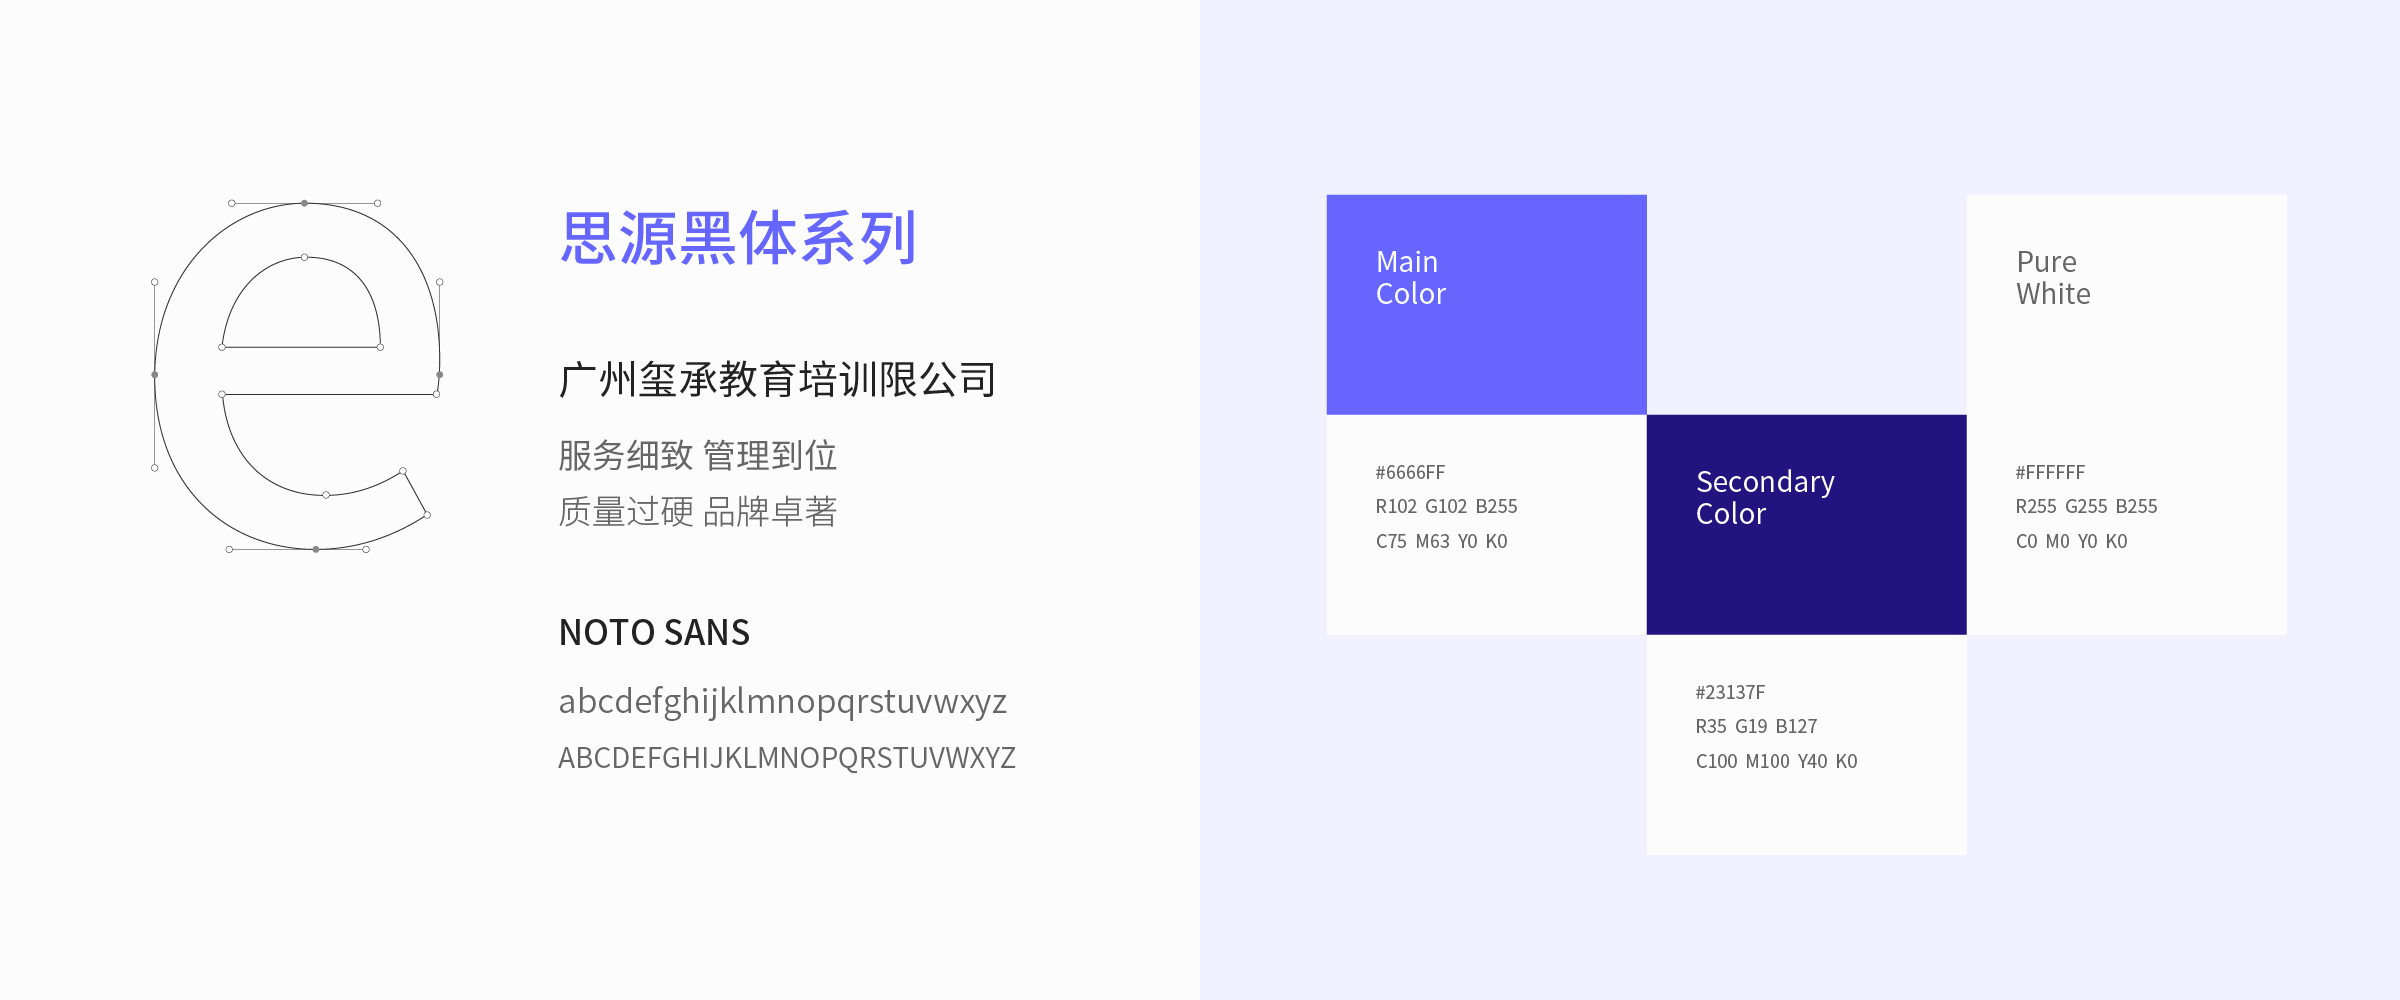 思源黑体系列
广州玺承教育培训限公司
服务细致 管理到位
质量过硬 品牌卓著
NOTO SANS
abcdefghijklmnopqrstuvwxyz
ABCDEFGHIJKLMNOPQRSTUVWXYZ
Main
Color
#6666FF
R102 G102 B255
C75 M63 Y0 K0
Secondary
Color
#23137F
R35 G19 B127
C100 M100 Y40 K0
Pure
White
#FFFFFF
R255 G255 B255
C0 M0 Y0 K0